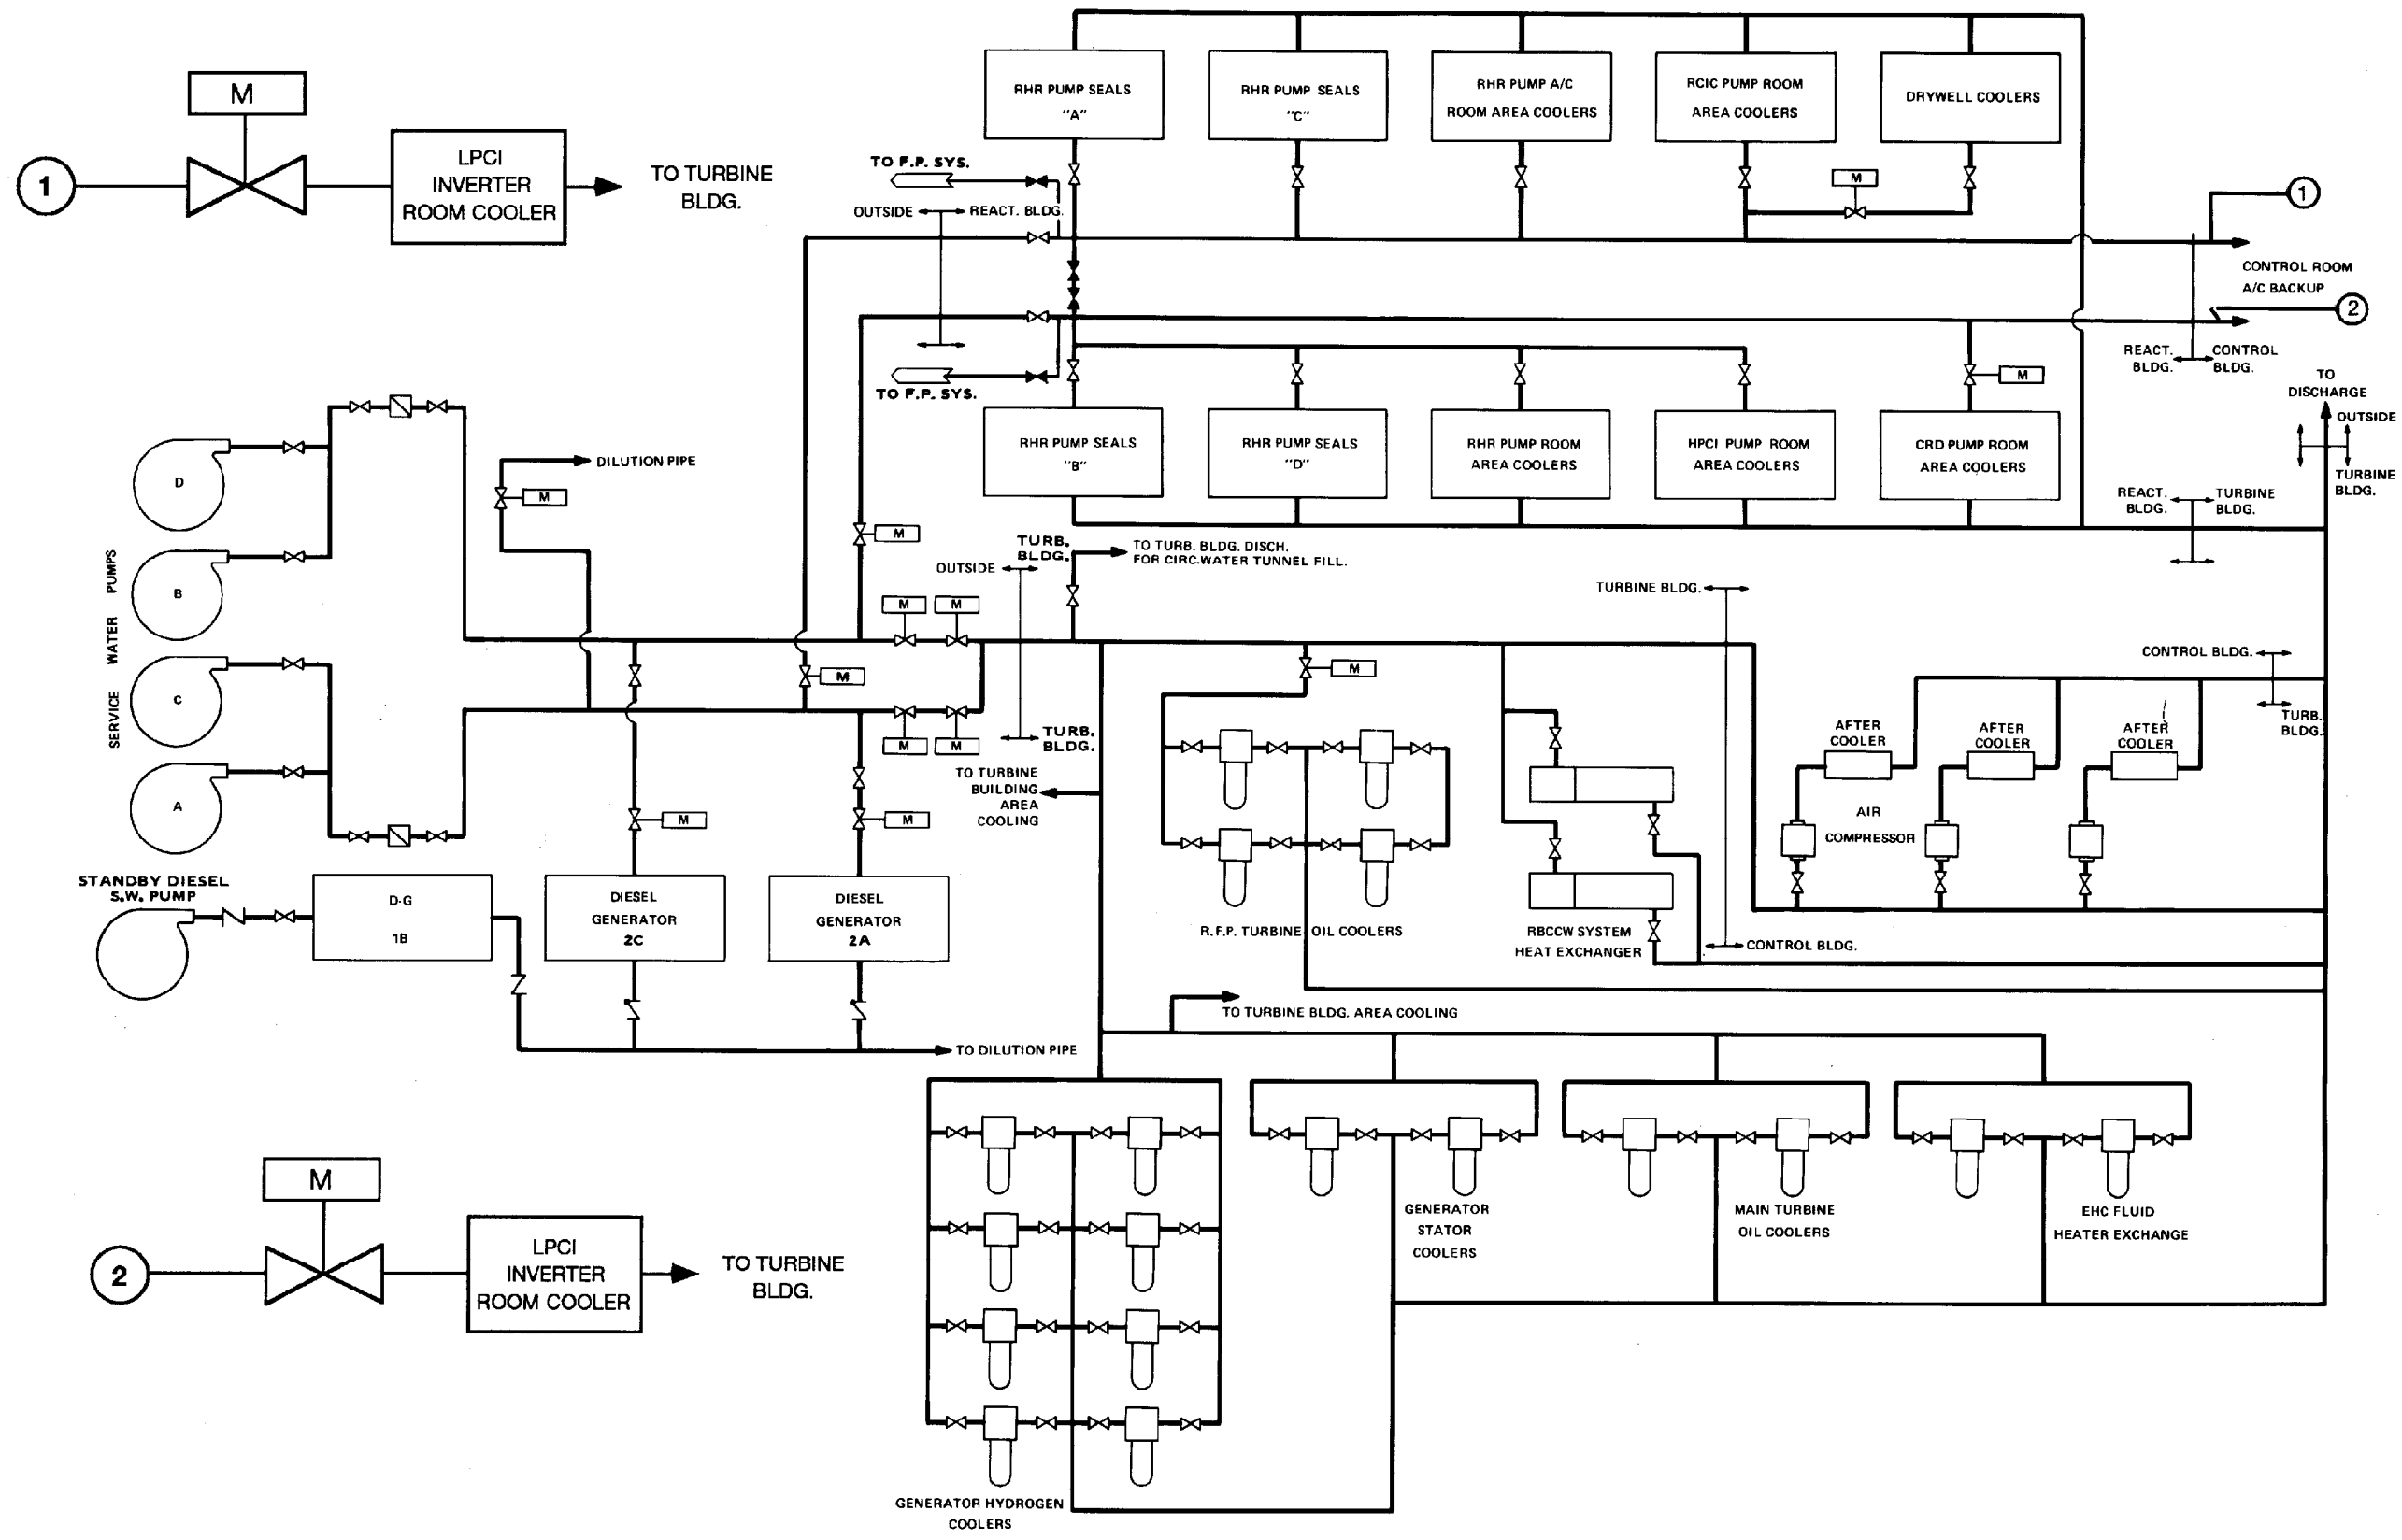 M
1
LPCI
INVERTER
ROOM COOLER
TO TURBINE
BLDG.
RHR PUMP SEALS
"A"
RHR PUMP SEALS
"C"
RHR PUMP A/C
ROOM AREA COOLERS
RCIC PUMP ROOM
AREA COOLERS
DRYWELL COOLERS
TO F.P. SYS.
M
1
OUTSIDE
REACT. BLDG.
CONTROL ROOM
A/C BACKUP
2
REACT.
BLDG.
CONTROL
BLDG.
TO F.P. SYS.
M
TO
DISCHARGE
OUTSIDE
TURBINE
BLDG.
RHR PUMP SEALS
"B"
RHR PUMP SEALS
"D"
RHR PUMP ROOM
AREA COOLERS
HPCI PUMP ROOM
AREA COOLERS
CRD PUMP ROOM
AREA COOLERS
REACT.
BLDG.
TURBINE
BLDG.
D
B
C
A
SERVICE WATER PUMPS
DILUTION PIPE
M
M
TURB.
BLDG.
OUTSIDE
TO TURB. BLDG. DISCH.
FOR CIRC.WATER TUNNEL FILL.
TURBINE BLDG.
M
M
M
M
M
M
TURB.
BLDG.
CONTROL BLDG.
TURB.
BLDG.
TO TURBINE
BUILDING
AREA
COOLING
AFTER
COOLER
AFTER
COOLER
AFTER
COOLER
AIR
COMPRESSOR
M
M
STANDBY DIESEL
S.W. PUMP
D-G
1B
DIESEL
GENERATOR
2C
DIESEL
GENERATOR
2A
R.F.P. TURBINE OIL COOLERS
RBCCW SYSTEM
HEAT EXCHANGER
CONTROL BLDG.
TO TURBINE BLDG. AREA COOLING
TO DILUTION PIPE
M
2
LPCI
INVERTER
ROOM COOLER
TO TURBINE
BLDG.
GENERATOR
STATOR
COOLERS
MAIN TURBINE
OIL COOLERS
EHC FLUID
HEATER EXCHANGE
GENERATOR HYDROGEN
COOLERS